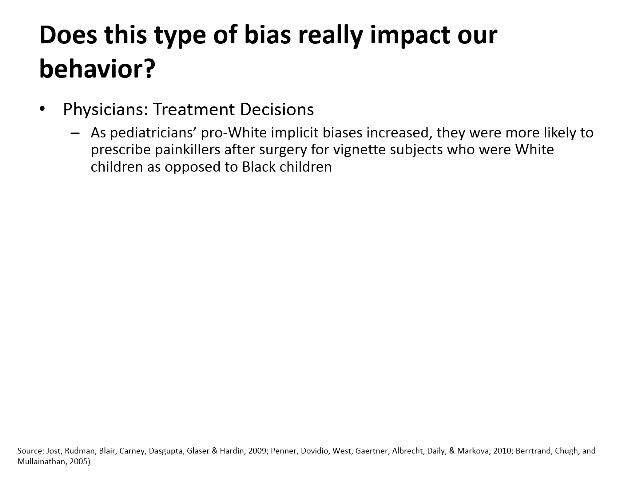 Does this type of bias really impact our
behavior?
• Physicians: Treatment Decisions
– As pediatricians’ pro-White implicit biases increased, they were more likely to
prescribe painkillers after surgery for vignette subjects who were White
children as opposed to Black children
Source: Jost, Rudman, Blair, Carney, Dasgupta, Glaser & Hardin, 2009; Penner, Dovidio, West, Gaertner, Albrecht, Daily, & Markova, 2010; Berrtrand, Chugh, and
Mullainathan, 2005)